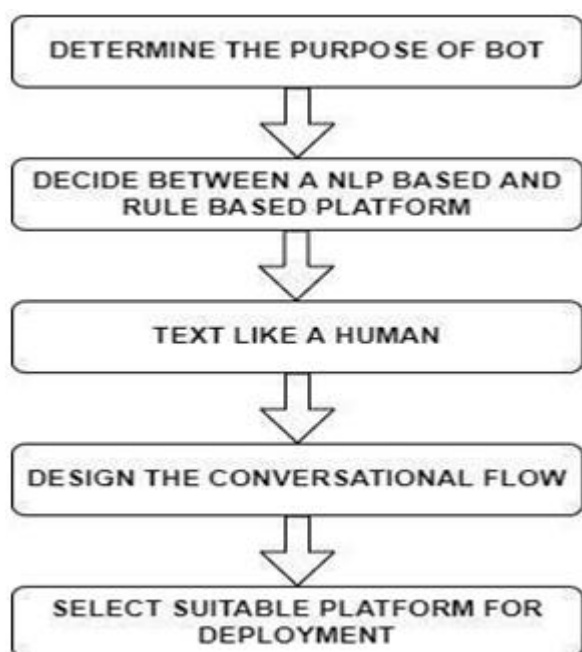 DETERMINE THE PURPOSE OF BOT
DECIDE BETWEEN A NLP BASED AND
RULE BASED PLATFORM
TEXT LIKE A HUMAN
DESIGN THE CONVERSATIONAL FLOW
SELECT SUITABLE PLATFORM FOR
DEPLOYMENT